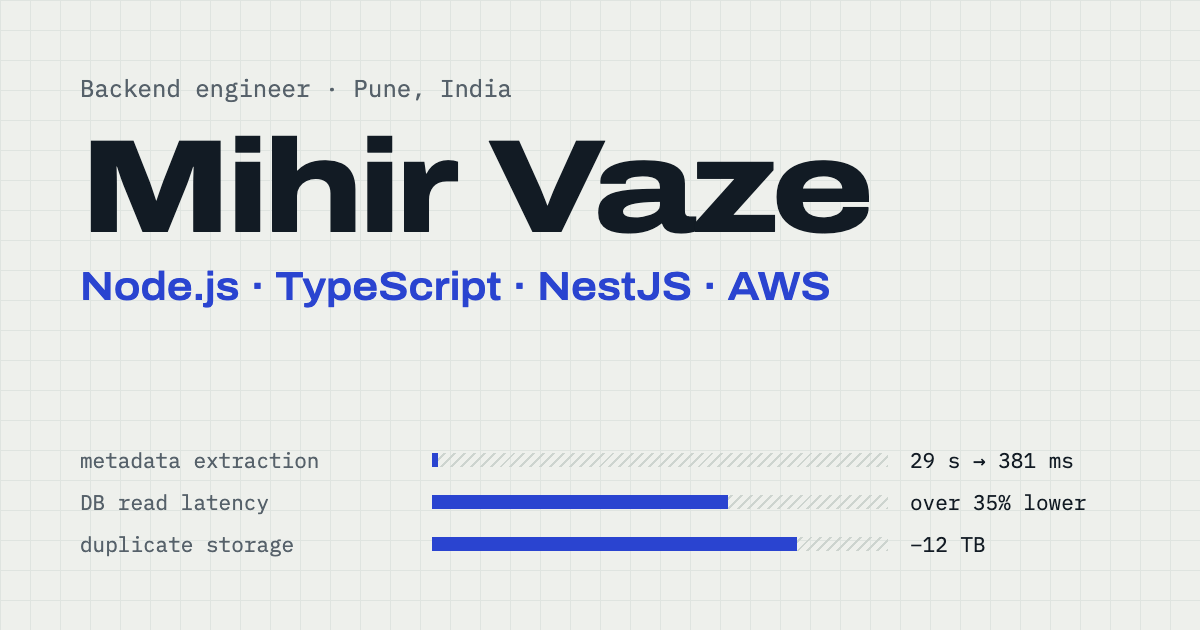 Backend engineer · Pune, India
Mihir Vaze
Node.js · TypeScript · NestJS · AWS
metadata extraction 29 s → 381 ms
DB read latency over 35% lower
duplicate storage −12 TB